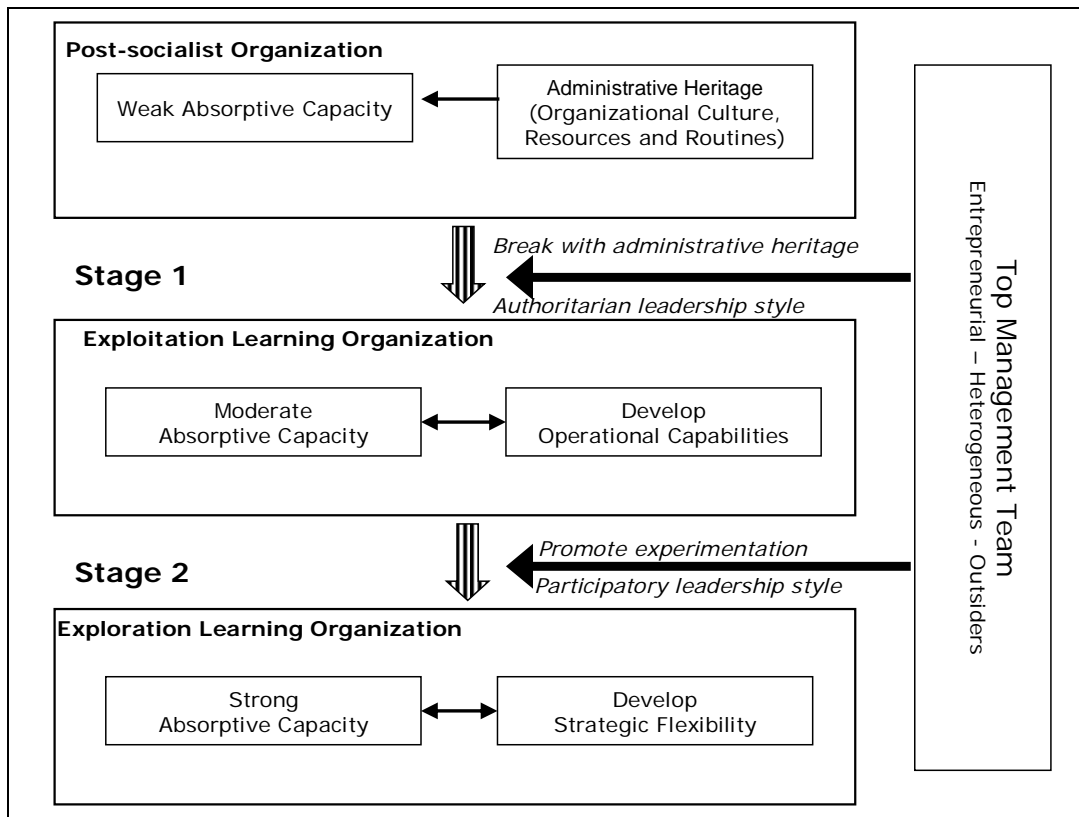 Post-socialist Organization
Weak Absorptive Capacity
Administrative Heritage
(Organizational Culture,
Resources and Routines)
Stage 1
Break with administrative heritage
Authoritarian leadership style
Exploitation Learning Organization
Moderate
Absorptive Capacity
Develop
Operational Capabilities
Stage 2
Promote experimentation
Participatory leadership style
Exploration Learning Organization
Strong
Absorptive Capacity
Develop
Strategic Flexibility
Top Management Team
Entrepreneurial – Heterogeneous - Outsiders